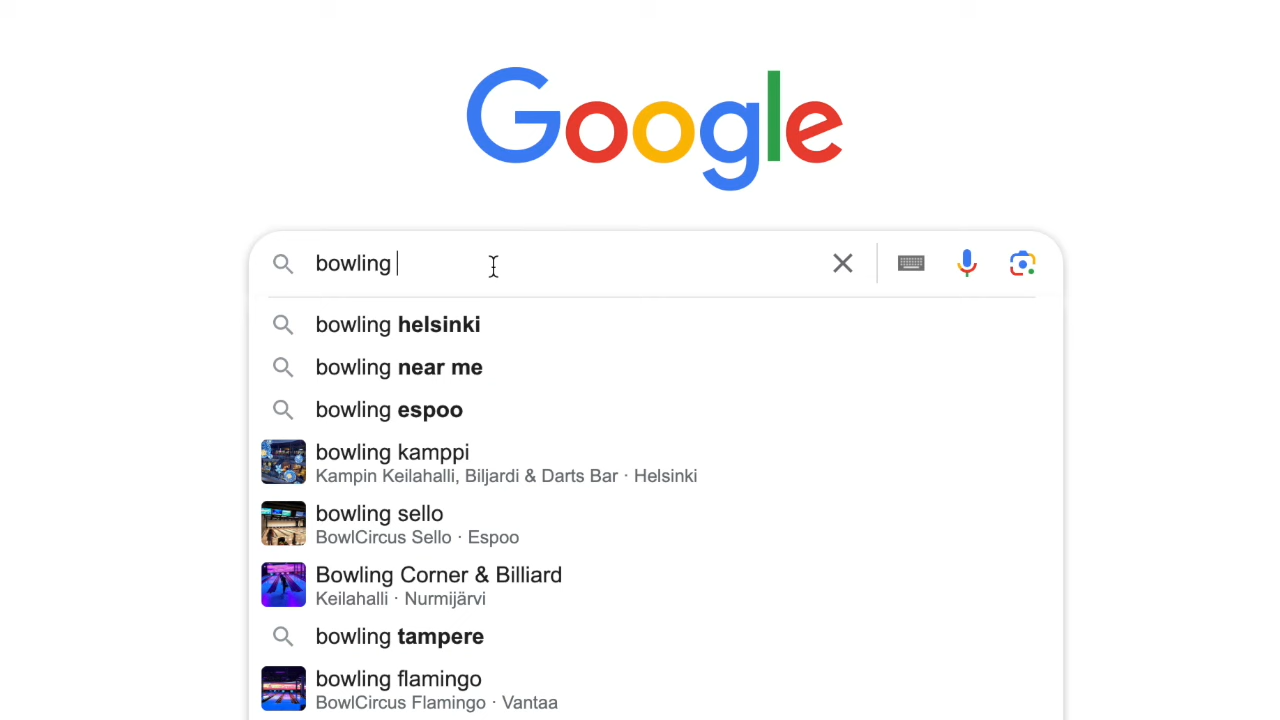 Google
bowling
bowling helsinki
bowling near me
bowling espoo
bowling kamppi
Kampin Keilahalli, Biljardi & Darts Bar · Helsinki
bowling sello
BowlCircus Sello · Espoo
Bowling Corner & Billiard
Keilahalli · Nurmijärvi
bowling tampere
bowling flamingo
BowlCircus Flamingo · Vantaa